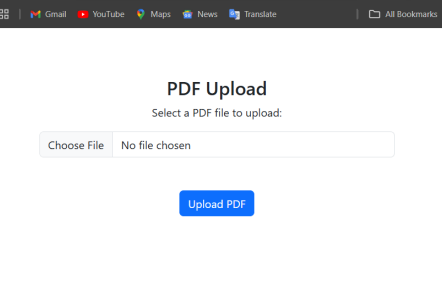 Gmail YouTube Maps News Translate All Bookmarks
PDF Upload
Select a PDF file to upload:
Choose File No file chosen
Upload PDF